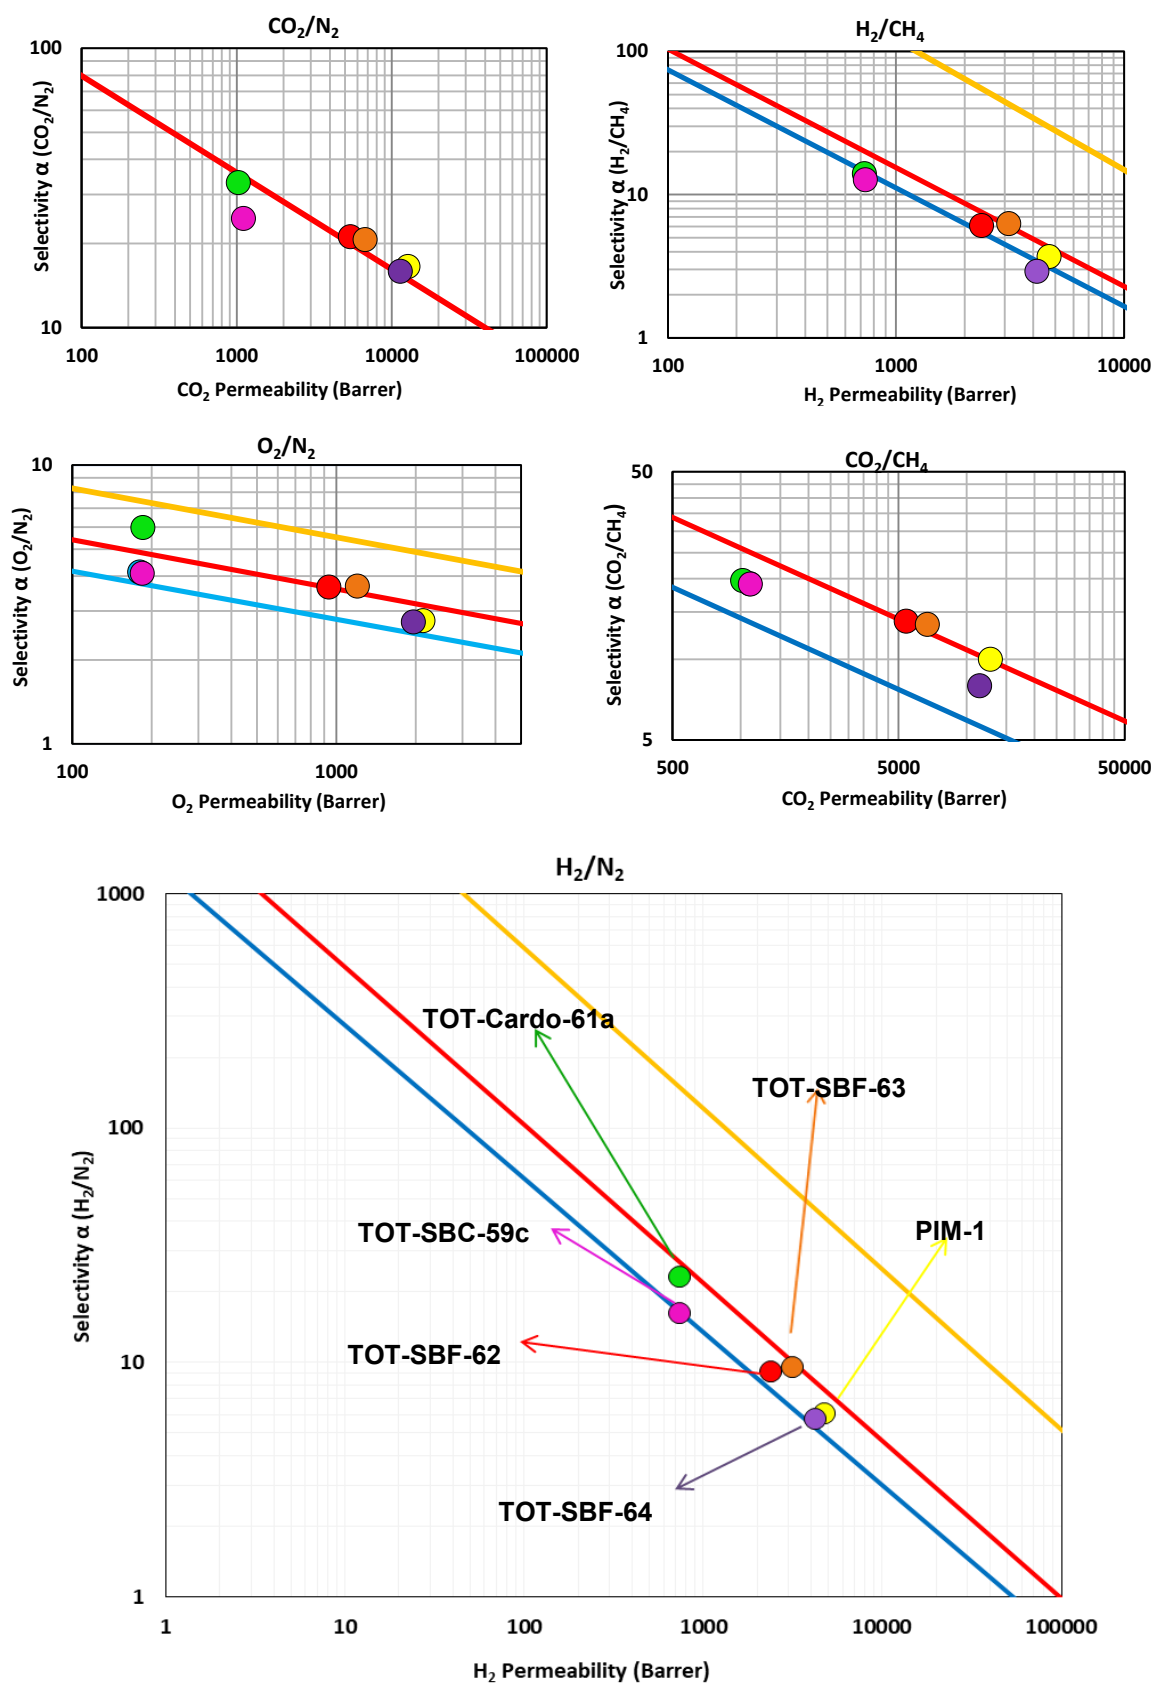 CO₂/N₂
100
10
Selectivity α (CO₂/N₂)
100 1000 10000 100000
CO₂ Permeability (Barrer)
H₂/CH₄
100
10
1
Selectivity α (H₂/CH₄)
100 1000 10000
H₂ Permeability (Barrer)
O₂/N₂
10
1
Selectivity α (O₂/N₂)
100 1000
O₂ Permeability (Barrer)
CO₂/CH₄
50
5
Selectivity α (CO₂/CH₄)
500 5000 50000
CO₂ Permeability (Barrer)
H₂/N₂
1000
100
10
1
Selectivity α (H₂/N₂)
TOT-Cardo-61a
TOT-SBF-63
TOT-SBC-59c
PIM-1
TOT-SBF-62
TOT-SBF-64
1 10 100 1000 10000 100000
H₂ Permeability (Barrer)